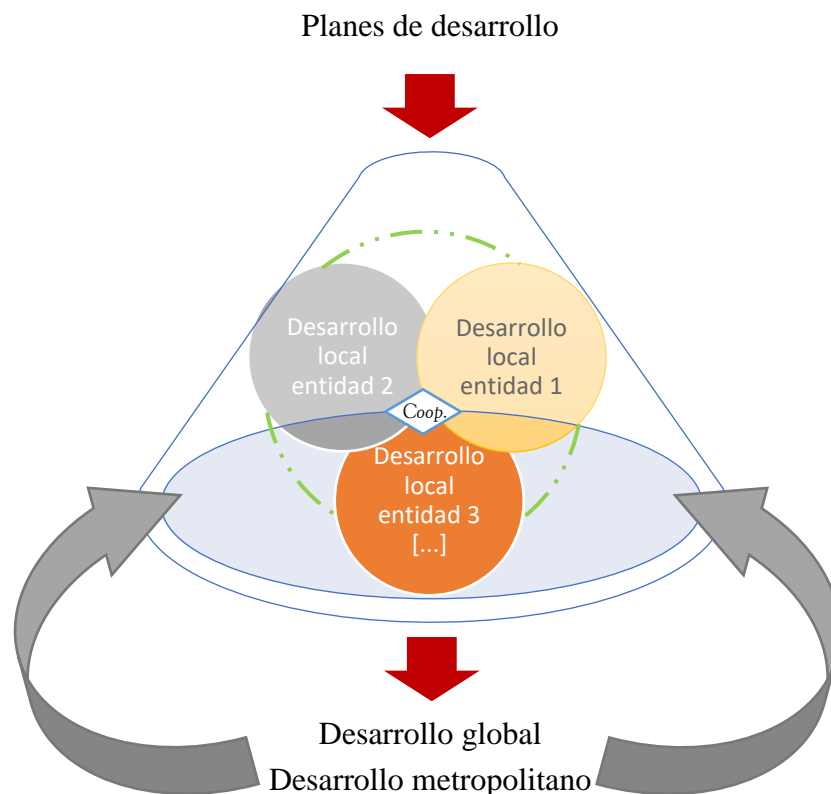 Planes de desarrollo
Desarrollo
local
entidad 2
Desarrollo
local
entidad 1
Coop.
Desarrollo
local
entidad 3
[...]
Desarrollo global
Desarrollo metropolitano